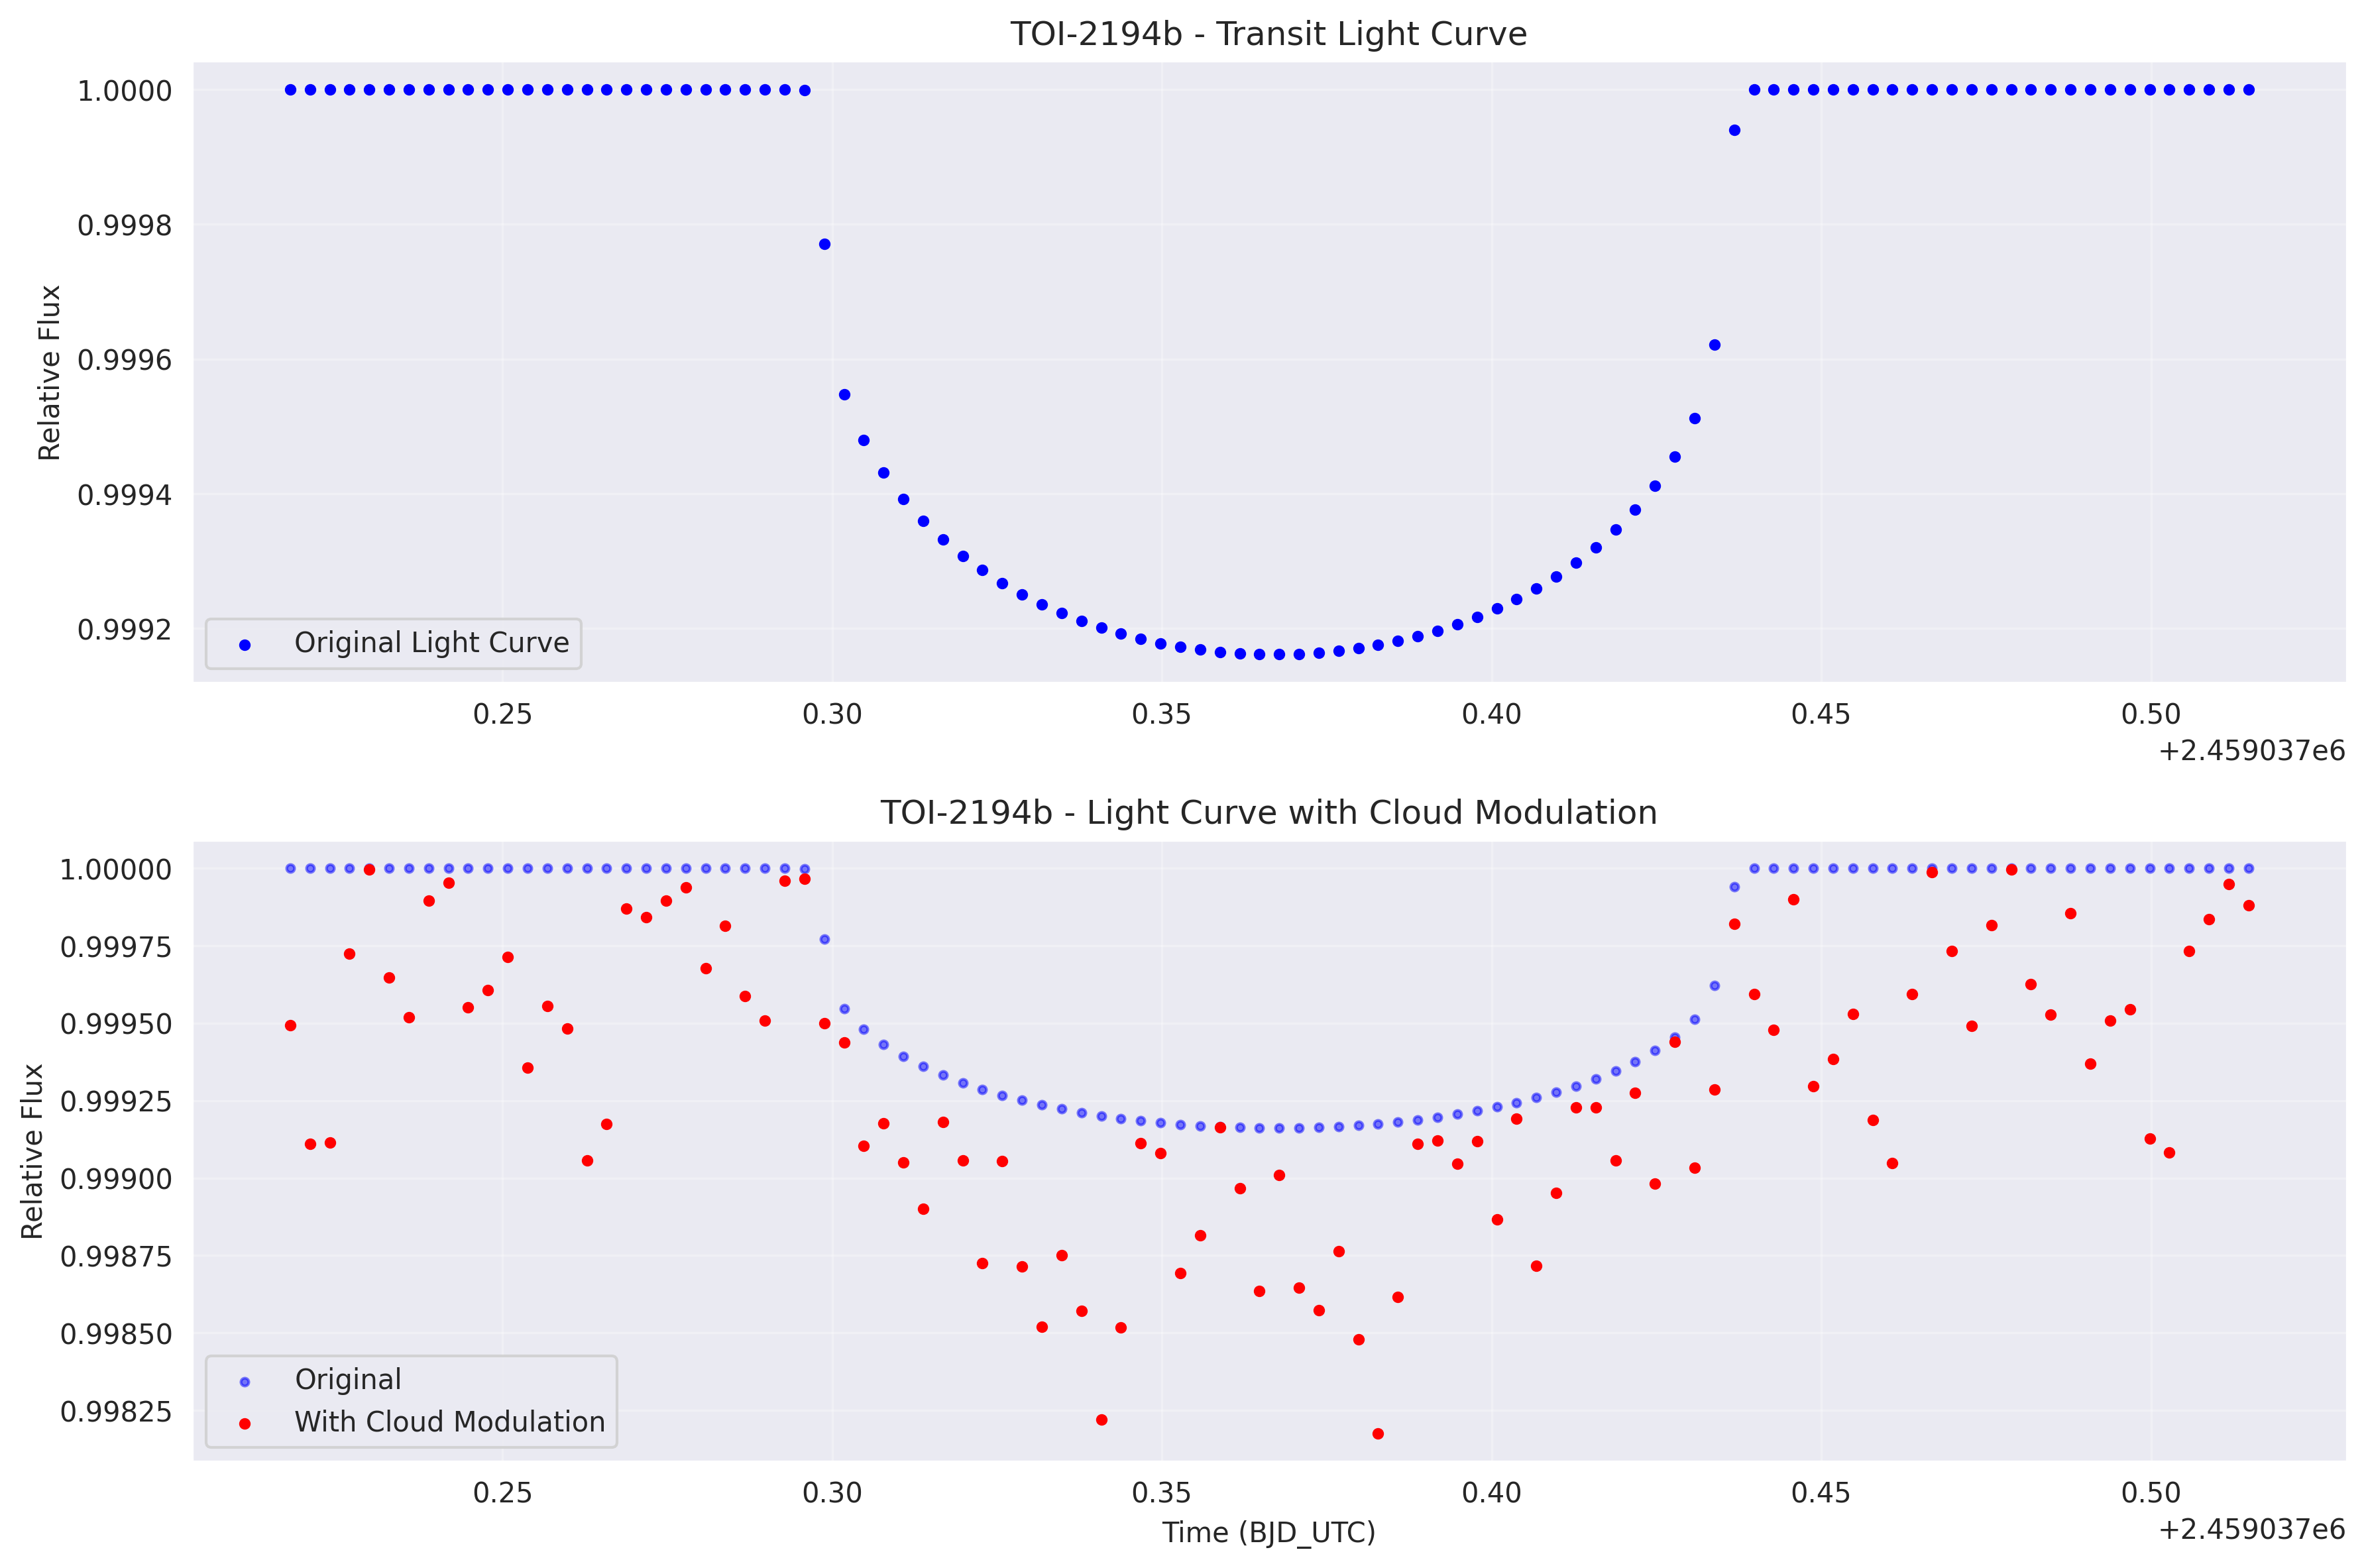 TOI-2194b - Transit Light Curve
Relative Flux
1.0000
0.9998
0.9996
0.9994
0.9992
Original Light Curve
0.25 0.30 0.35 0.40 0.45 0.50
+2.459037e6
TOI-2194b - Light Curve with Cloud Modulation
Relative Flux
1.00000
0.99975
0.99950
0.99925
0.99900
0.99875
0.99850
0.99825
Original
With Cloud Modulation
0.25 0.30 0.35 0.40 0.45 0.50
Time (BJD_UTC)
+2.459037e6